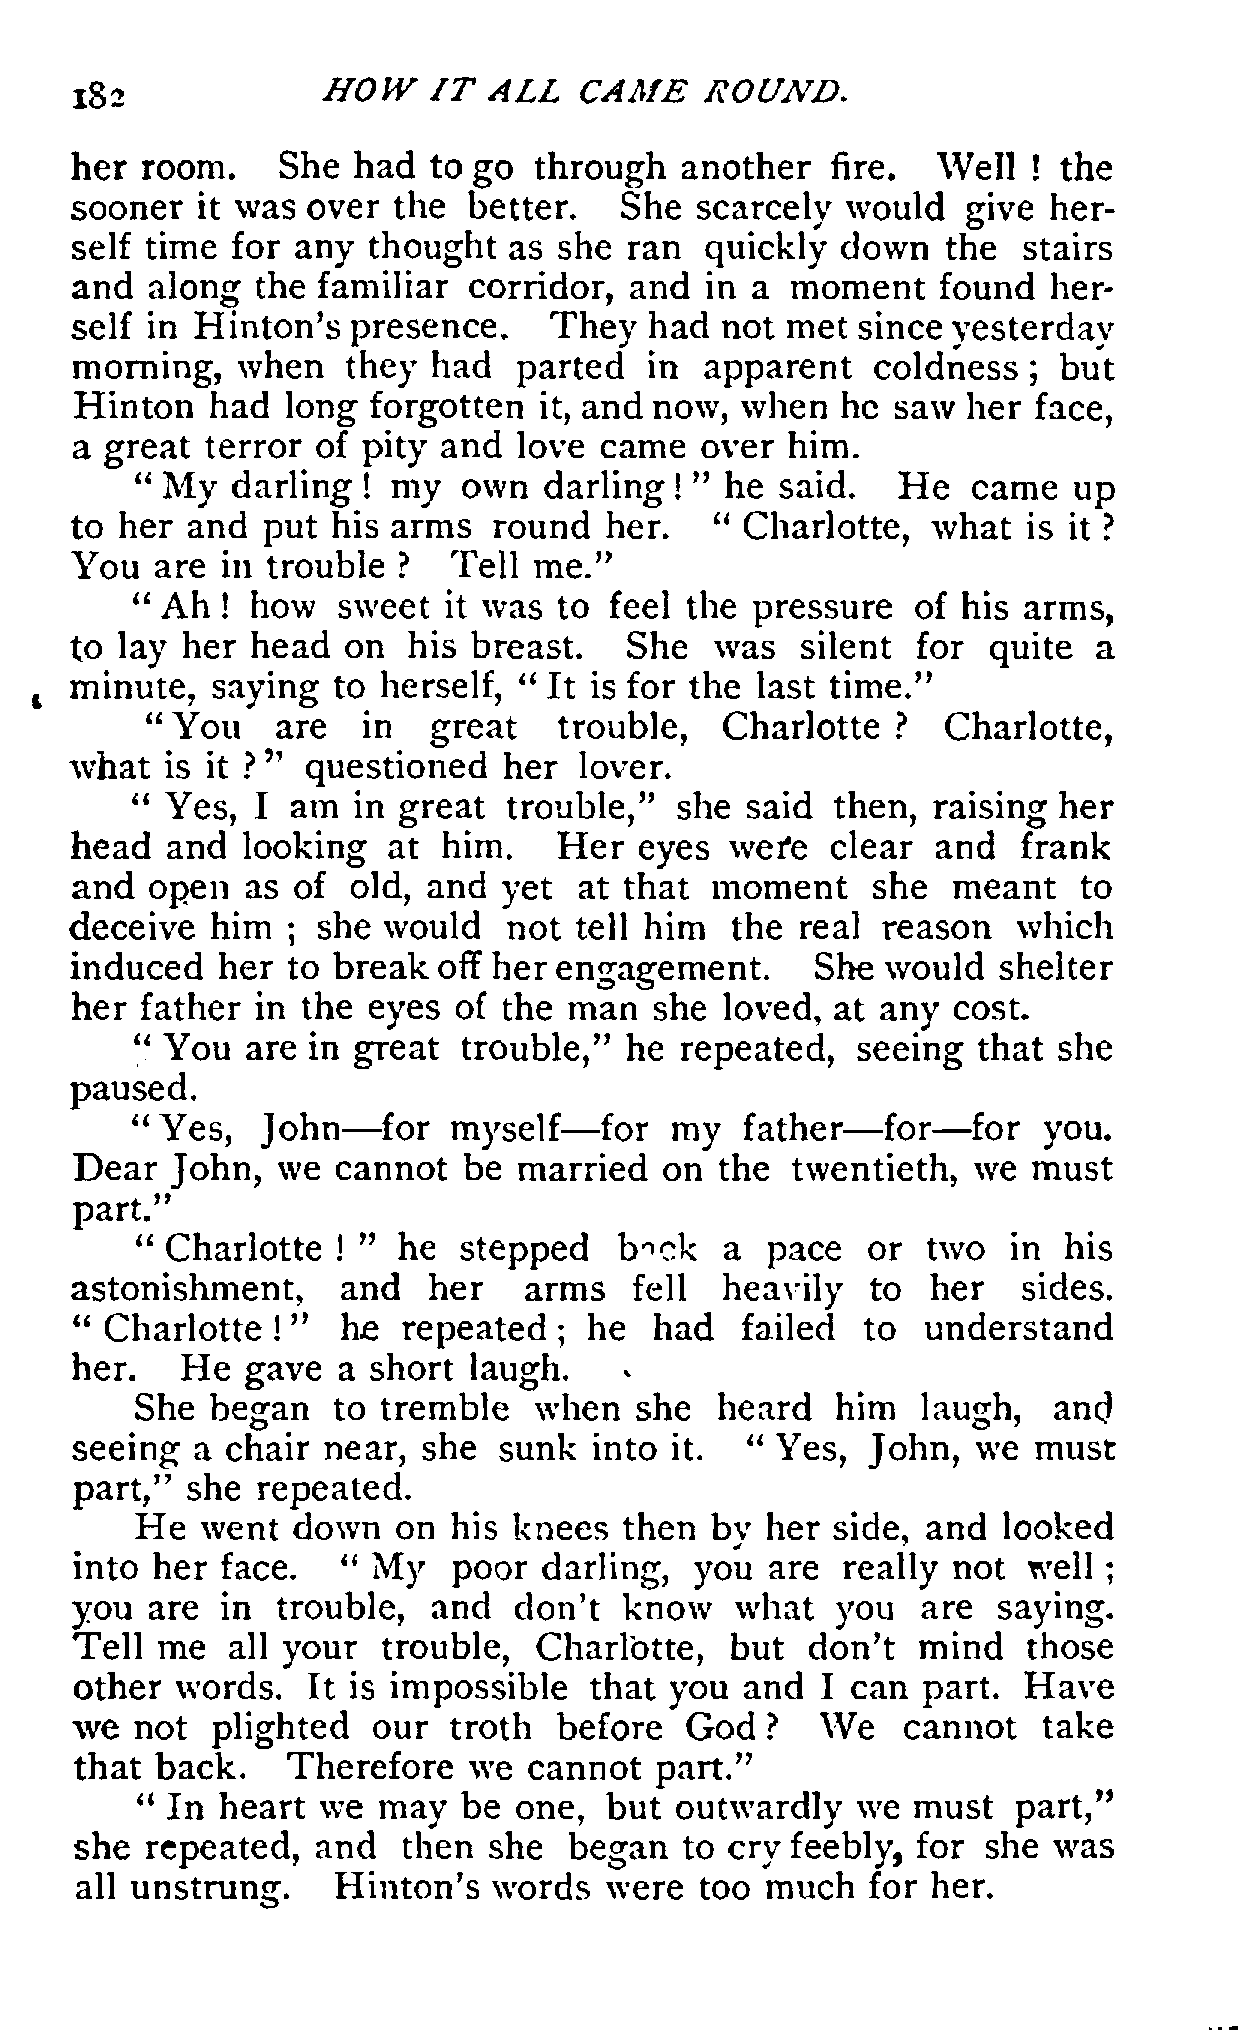 182 HOW IT ALL CAME ROUND.
her room. She had to go through another fire. Well ! the
sooner it was over the better. She scarcely would give her-
self time for any thought as she ran quickly down the stairs
and along the familiar corridor, and in a moment found her-
self in Hinton's presence. They had not met since yesterday
morning, when they had parted in apparent coldness ; but
Hinton had long forgotten it, and now, when he saw her face,
a great terror of pity and love came over him.
" My darling ! my own darling ! " he said. He came up
to her and put his arms round her. " Charlotte, what is it ?
You are in trouble ? Tell me."
" Ah ! how sweet it was to feel the pressure of his arms,
to lay her head on his breast. She was silent for quite a
minute, saying to herself, " It is for the last time."
" You are in great trouble, Charlotte ? Charlotte,
what is it ? " questioned her lover.
" Yes, I am in great trouble," she said then, raising her
head and looking at him. Her eyes were clear and frank
and open as of old, and yet at that moment she meant to
deceive him ; she would not tell him the real reason which
induced her to break off her engagement. She would shelter
her father in the eyes of the man she loved, at any cost.
" You are in great trouble," he repeated, seeing that she
paused.
" Yes, John—for myself—for my father—for—for you.
Dear John, we cannot be married on the twentieth, we must
part."
" Charlotte ! " he stepped back a pace or two in his
astonishment, and her arms fell heavily to her sides.
" Charlotte ! " he repeated ; he had failed to understand
her. He gave a short laugh.
She began to tremble when she heard him laugh, and
seeing a chair near, she sunk into it. " Yes, John, we must
part," she repeated.
He went down on his knees then by her side, and looked
into her face. " My poor darling, you are really not well ;
you are in trouble, and don't know what you are saying.
Tell me all your trouble, Charlotte, but don't mind those
other words. It is impossible that you and I can part. Have
we not plighted our troth before God ? We cannot take
that back. Therefore we cannot part."
" In heart we may be one, but outwardly we must part,"
she repeated, and then she began to cry feebly, for she was
all unstrung. Hinton's words were too much for her.